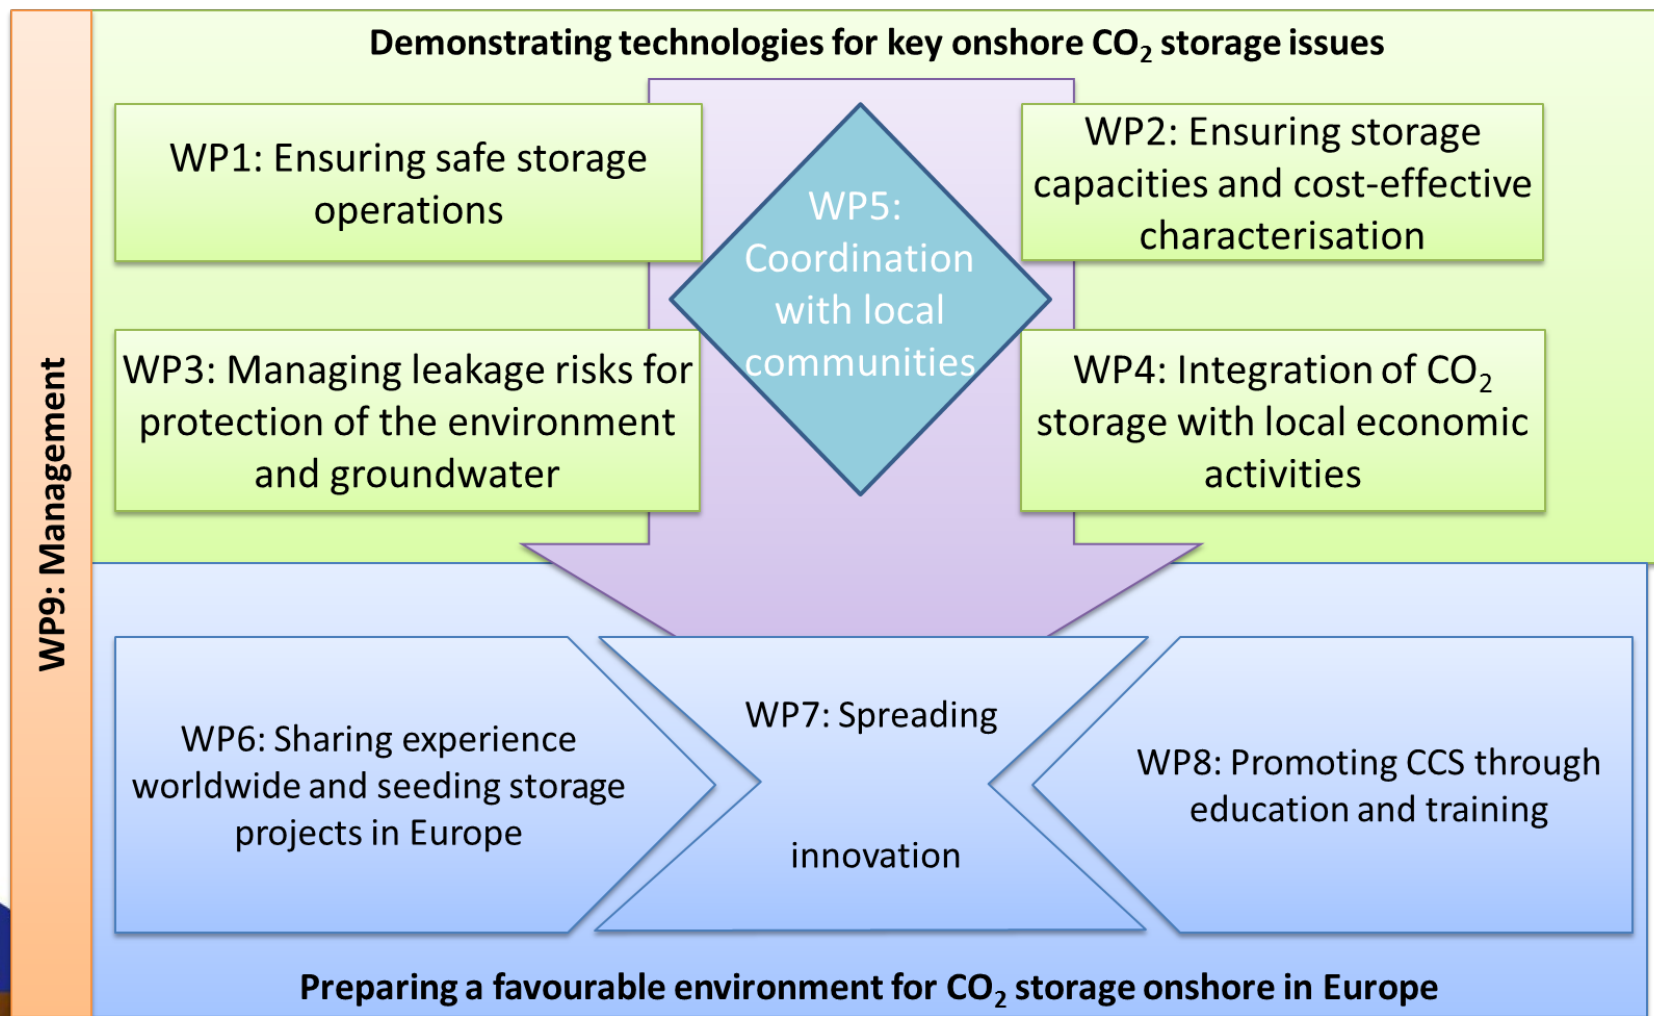 Demonstrating technologies for key onshore CO₂ storage issues
WP1: Ensuring safe storage
operations
WP2: Ensuring storage
capacities and cost-effective
characterisation
WP5:
Coordination
with local
communities
WP3: Managing leakage risks for
protection of the environment
and groundwater
WP4: Integration of CO₂
storage with local economic
activities
WP9: Management
WP6: Sharing experience
worldwide and seeding storage
projects in Europe
WP7: Spreading
innovation
WP8: Promoting CCS through
education and training
Preparing a favourable environment for CO₂ storage onshore in Europe